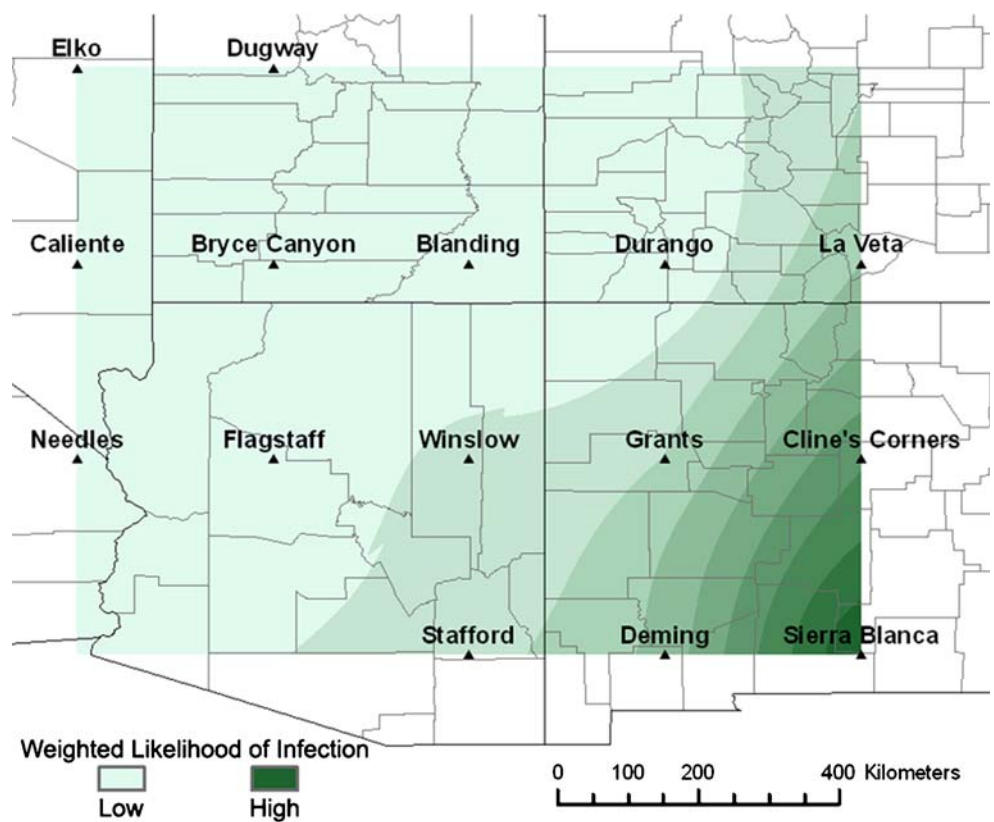 Elko Dugway
Caliente Bryce Canyon Blanding Durango La Veta
Needles Flagstaff Winslow Grants Cline's Corners
Stafford Deming Sierra Blanca
Weighted Likelihood of Infection
Low High
0 100 200 400 Kilometers